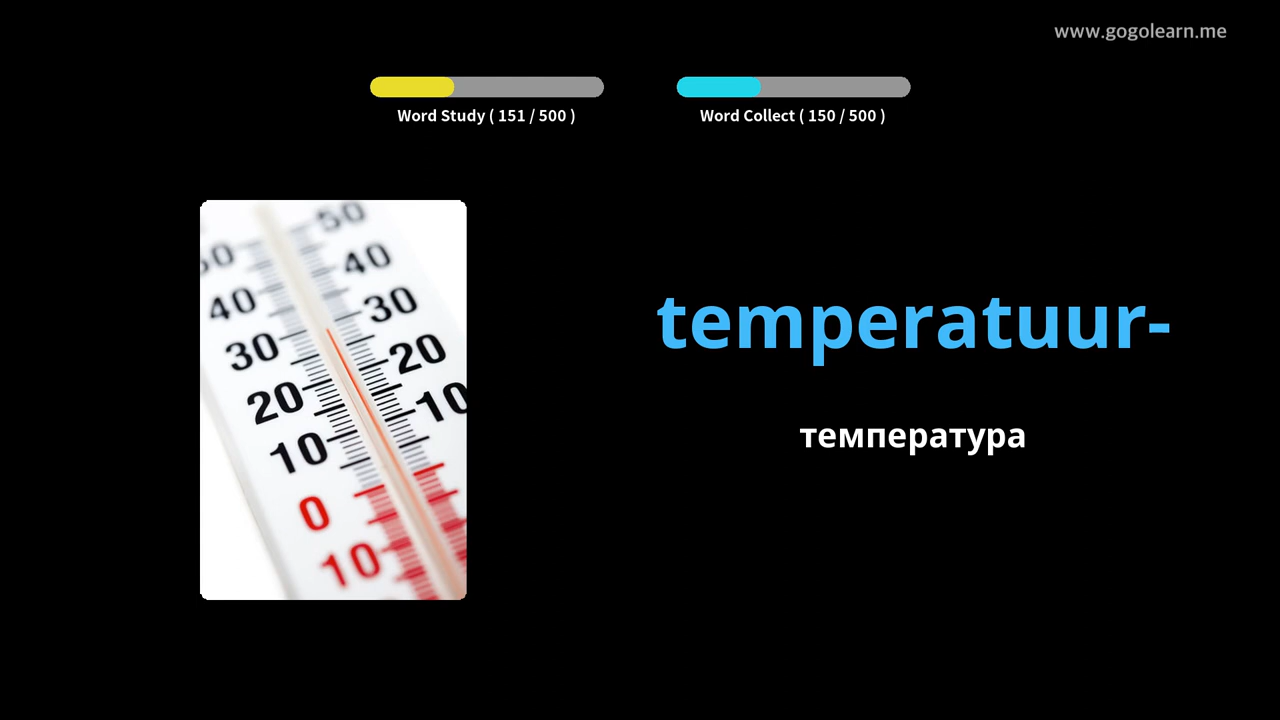 www.gogolearn.me
Word Study ( 151 / 500 )
Word Collect ( 150 / 500 )
50
40
40
30
30
20
20
10
10
0
10
temperatuur-
температура